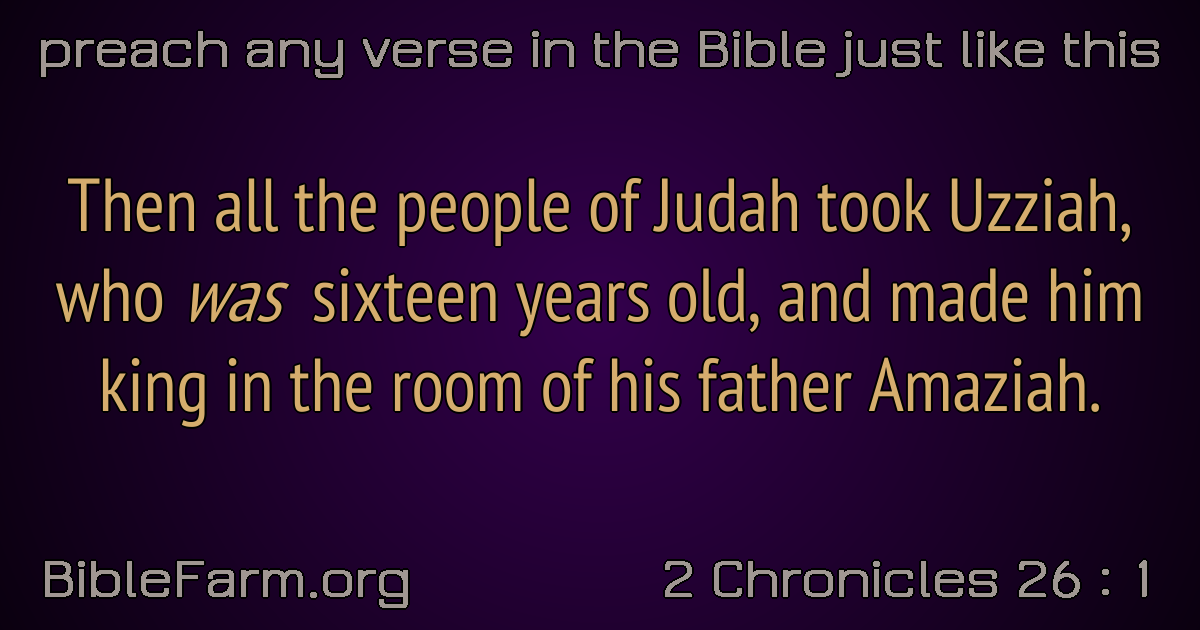 preach any verse in the Bible just like this
Then all the people of Judah took Uzziah,
who was sixteen years old, and made him
king in the room of his father Amaziah.
BibleFarm.org
2 Chronicles 26 : 1